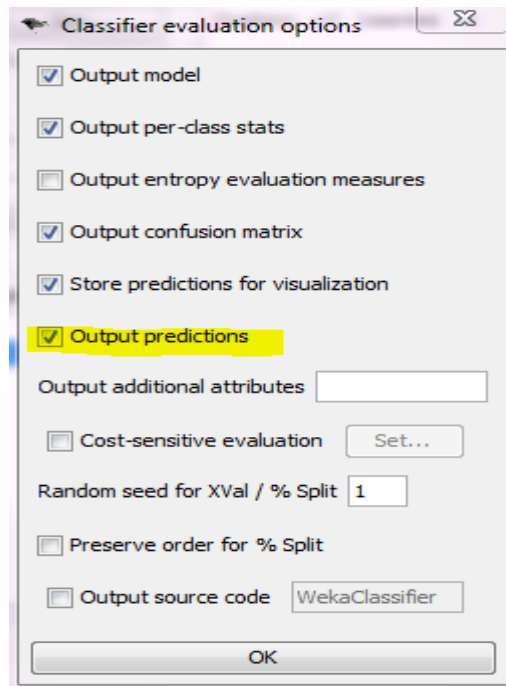 Classifier evaluation options
Output model
Output per-class stats
Output entropy evaluation measures
Output confusion matrix
Store predictions for visualization
Output predictions
Output additional attributes
Cost-sensitive evaluation Set...
Random seed for XVal / % Split 1
Preserve order for % Split
Output source code WekaClassifier
OK